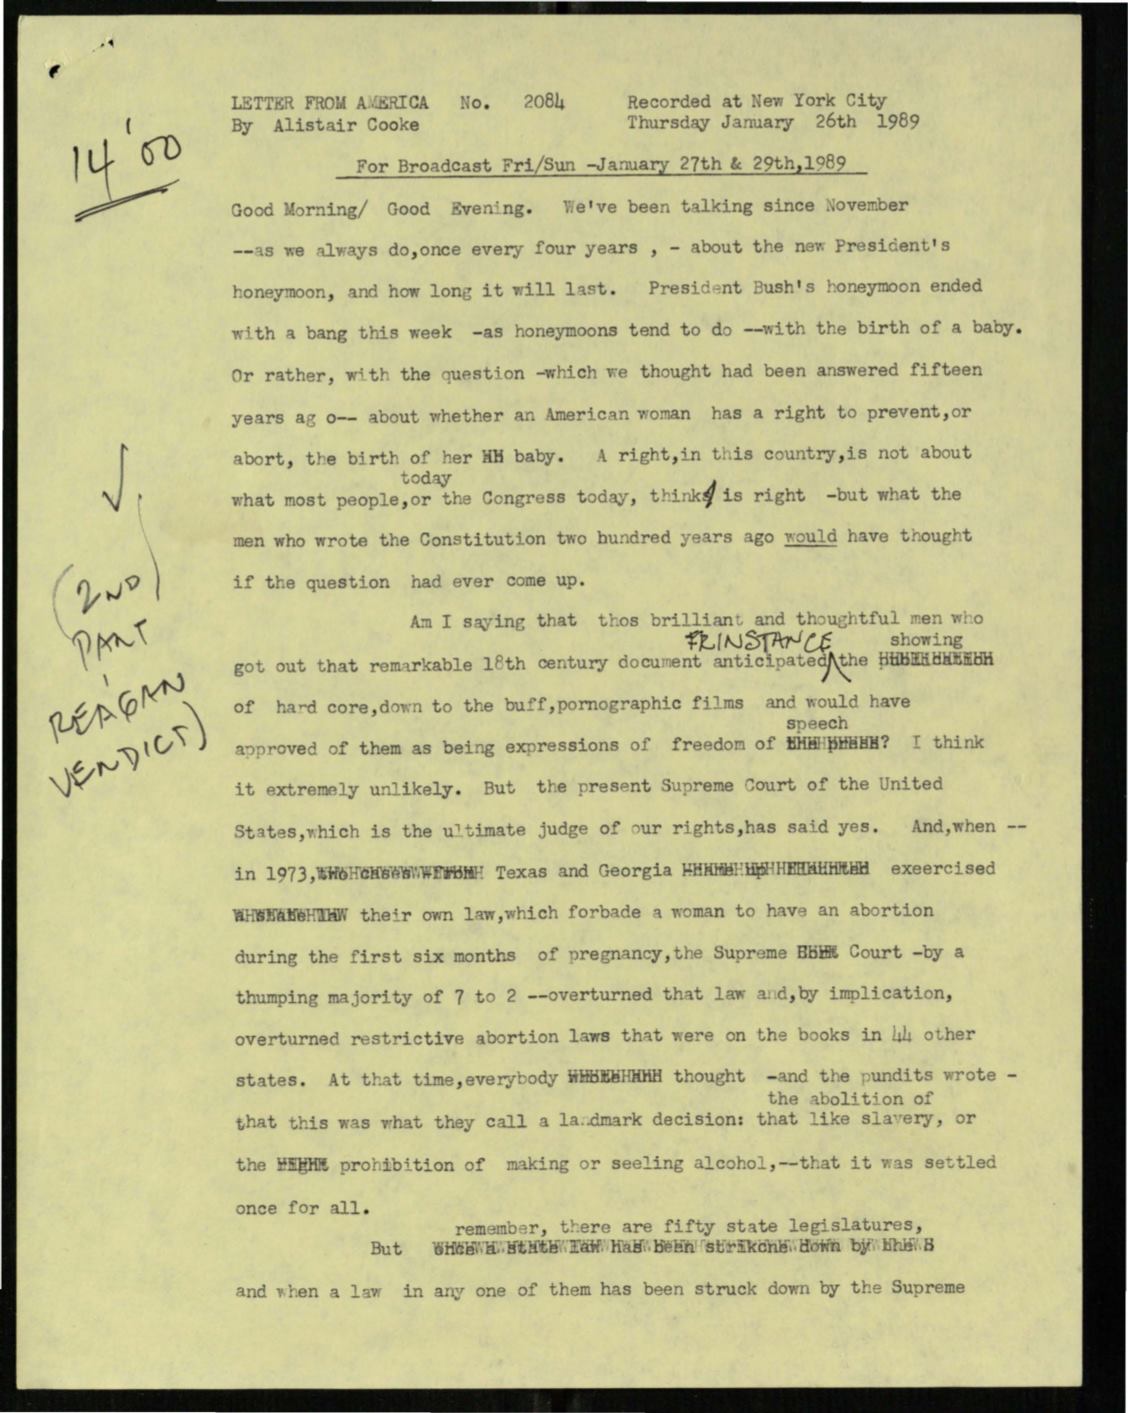 LETTER FROM AMERICA No. 2084 Recorded at New York City
By Alistair Cooke Thursday January 26th 1989
14'00
For Broadcast Fri/Sun -January 27th & 29th,1989
Good Morning/ Good Evening. We've been talking since November
--as we always do,once every four years , - about the new President's
honeymoon, and how long it will last. President Bush's honeymoon ended
with a bang this week -as honeymoons tend to do --with the birth of a baby.
Or rather, with the question -which we thought had been answered fifteen
years ag o-- about whether an American woman has a right to prevent,or
abort, the birth of her baby. A right,in this country,is not about
today
what most people,or the Congress today, think is right -but what the
men who wrote the Constitution two hundred years ago would have thought
if the question had ever come up.
(2ND
PART
REAGAN
VERDICT)
Am I saying that thos brilliant and thoughtful men who
FRINSTANCE showing
got out that remarkable 18th century document anticipated the
of hard core,down to the buff,pornographic films and would have
speech
approved of them as being expressions of freedom of ? I think
it extremely unlikely. But the present Supreme Court of the United
States,which is the ultimate judge of our rights,has said yes. And,when --
in 1973, Texas and Georgia exeercised
their own law,which forbade a woman to have an abortion
during the first six months of pregnancy,the Supreme Court -by a
thumping majority of 7 to 2 --overturned that law and,by implication,
overturned restrictive abortion laws that were on the books in 44 other
states. At that time,everybody thought -and the pundits wrote -
the abolition of
that this was what they call a landmark decision: that like slavery, or
the prohibition of making or seeling alcohol,--that it was settled
once for all.
remember, there are fifty state legislatures,
But once a state law has been strikcne down by the S
and when a law in any one of them has been struck down by the Supreme